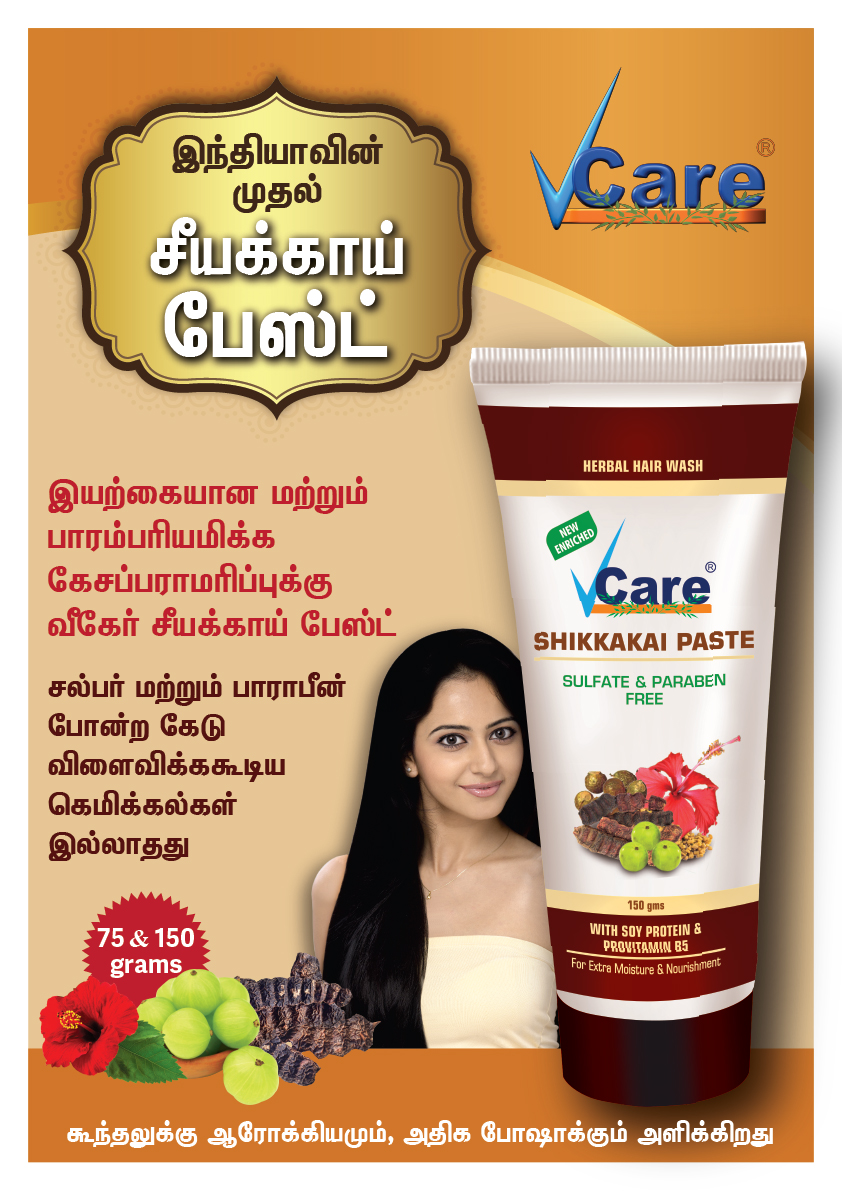 இந்தியாவின்
முதல்
சீயக்காய்
பேஸ்ட்
VCare®
இயற்கையான மற்றும்
பாரம்பரியமிக்க
கேசப்பராமரிப்புக்கு
வீகேர் சீயக்காய் பேஸ்ட்
சல்பர் மற்றும் பாராபீன்
போன்ற கேடு
விளைவிக்ககூடிய
கெமிக்கல்கள்
இல்லாதது
75 & 150
grams
HERBAL HAIR WASH
NEW
ENRICHED
VCare®
SHIKKAKAI PASTE
SULFATE & PARABEN
FREE
150 gms
WITH SOY PROTEIN &
PROVITAMIN B5
For Extra Moisture & Nourishment
கூந்தலுக்கு ஆரோக்கியமும், அதிக போஷாக்கும் அளிக்கிறது